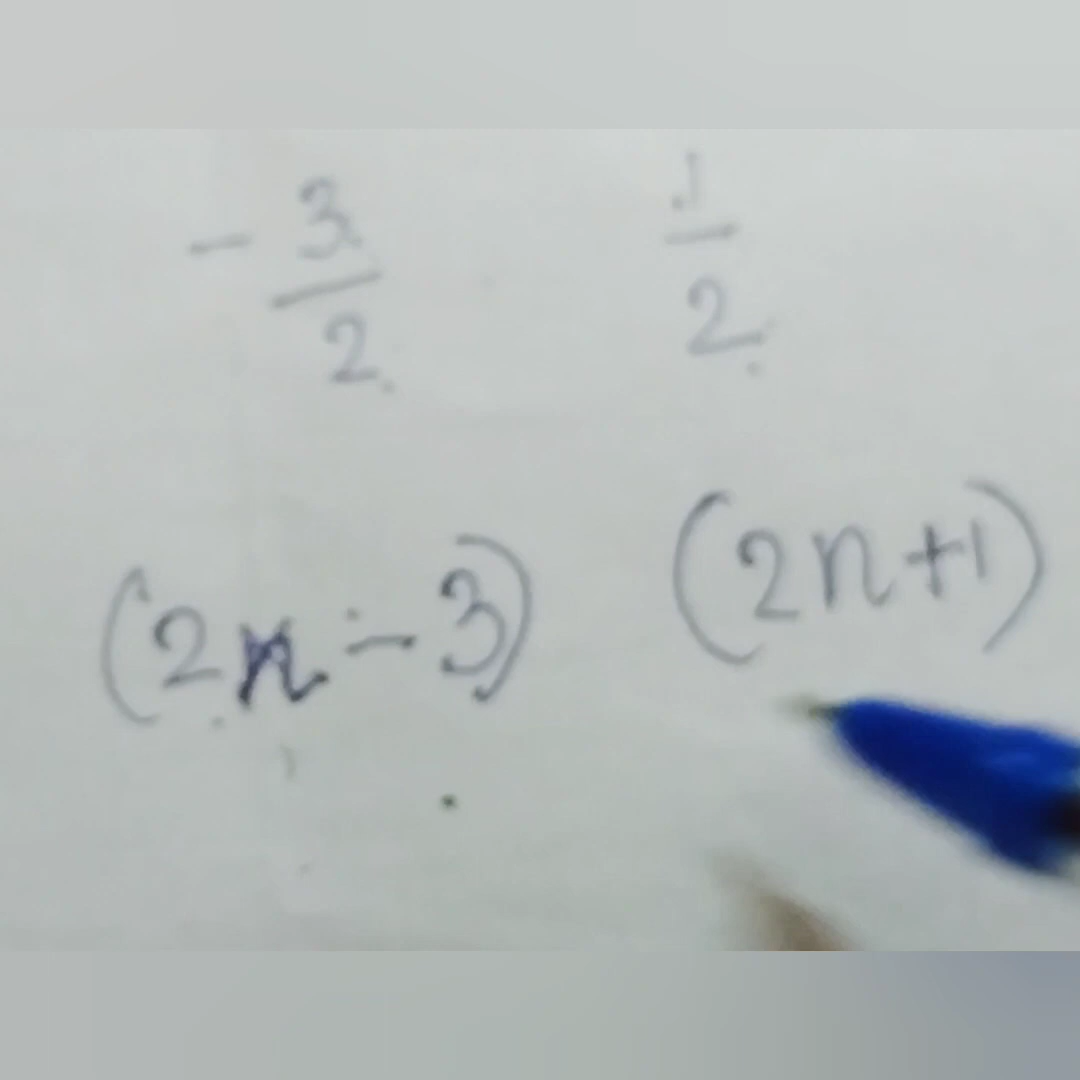 - 3/2 1/2
(2n - 3) (2n+1)